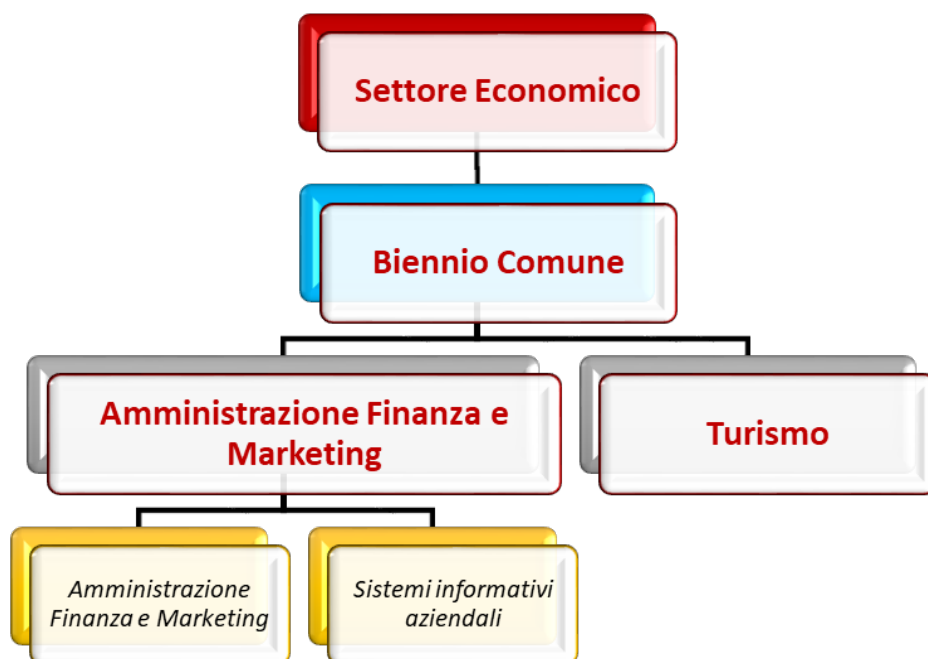 Settore Economico
Biennio Comune
Amministrazione Finanza e
Marketing
Turismo
Amministrazione
Finanza e Marketing
Sistemi informativi
aziendali